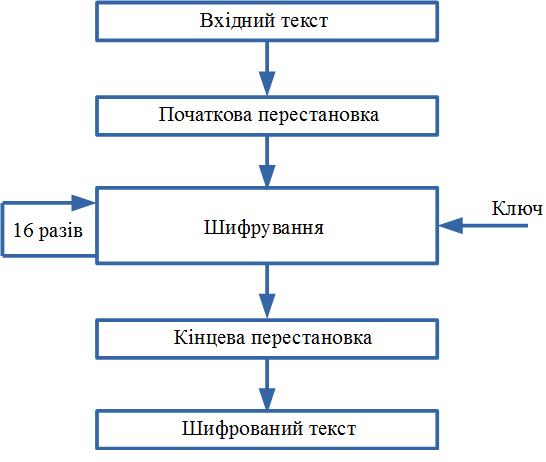 Вхідний текст
Початкова перестановка
Ключ
16 разів
Шифрування
Кінцева перестановка
Шифрований текст